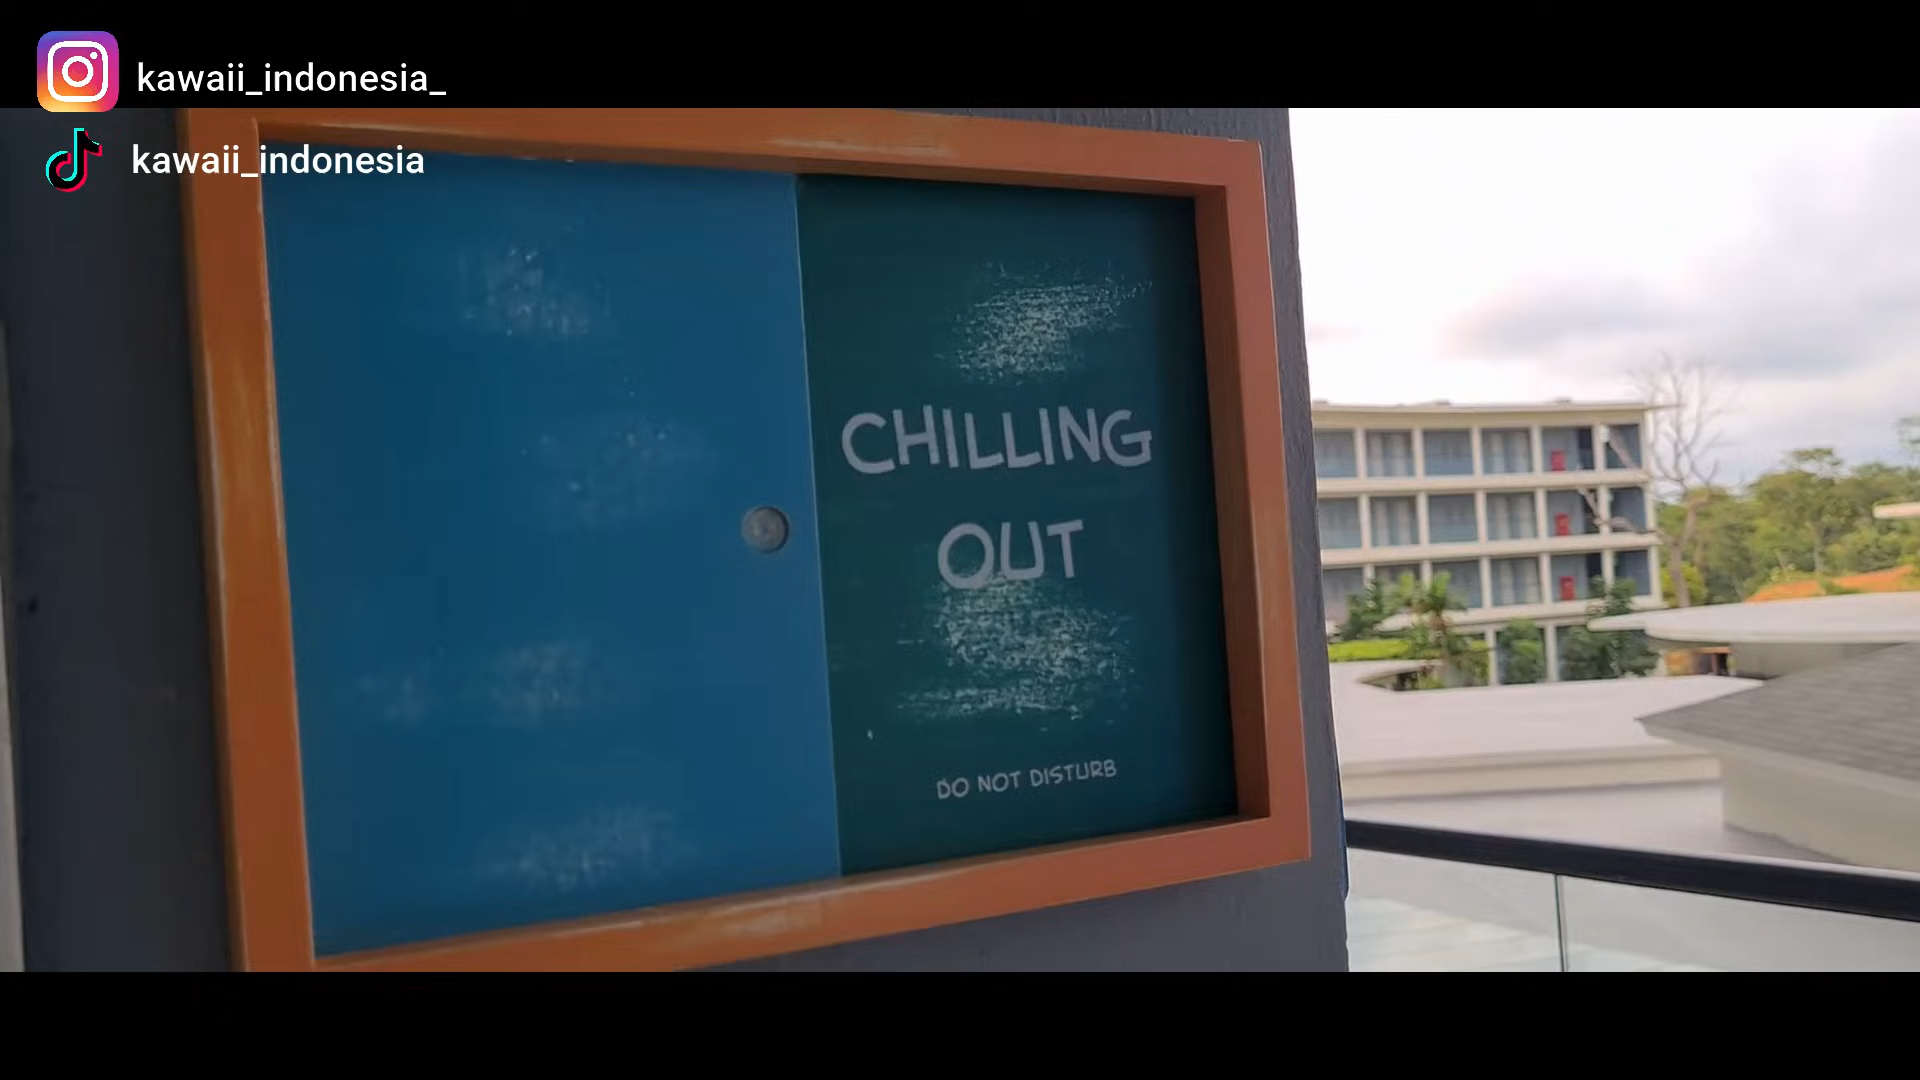 kawaii_indonesia_
kawaii_indonesia
CHILLING
OUT
DO NOT DISTURB